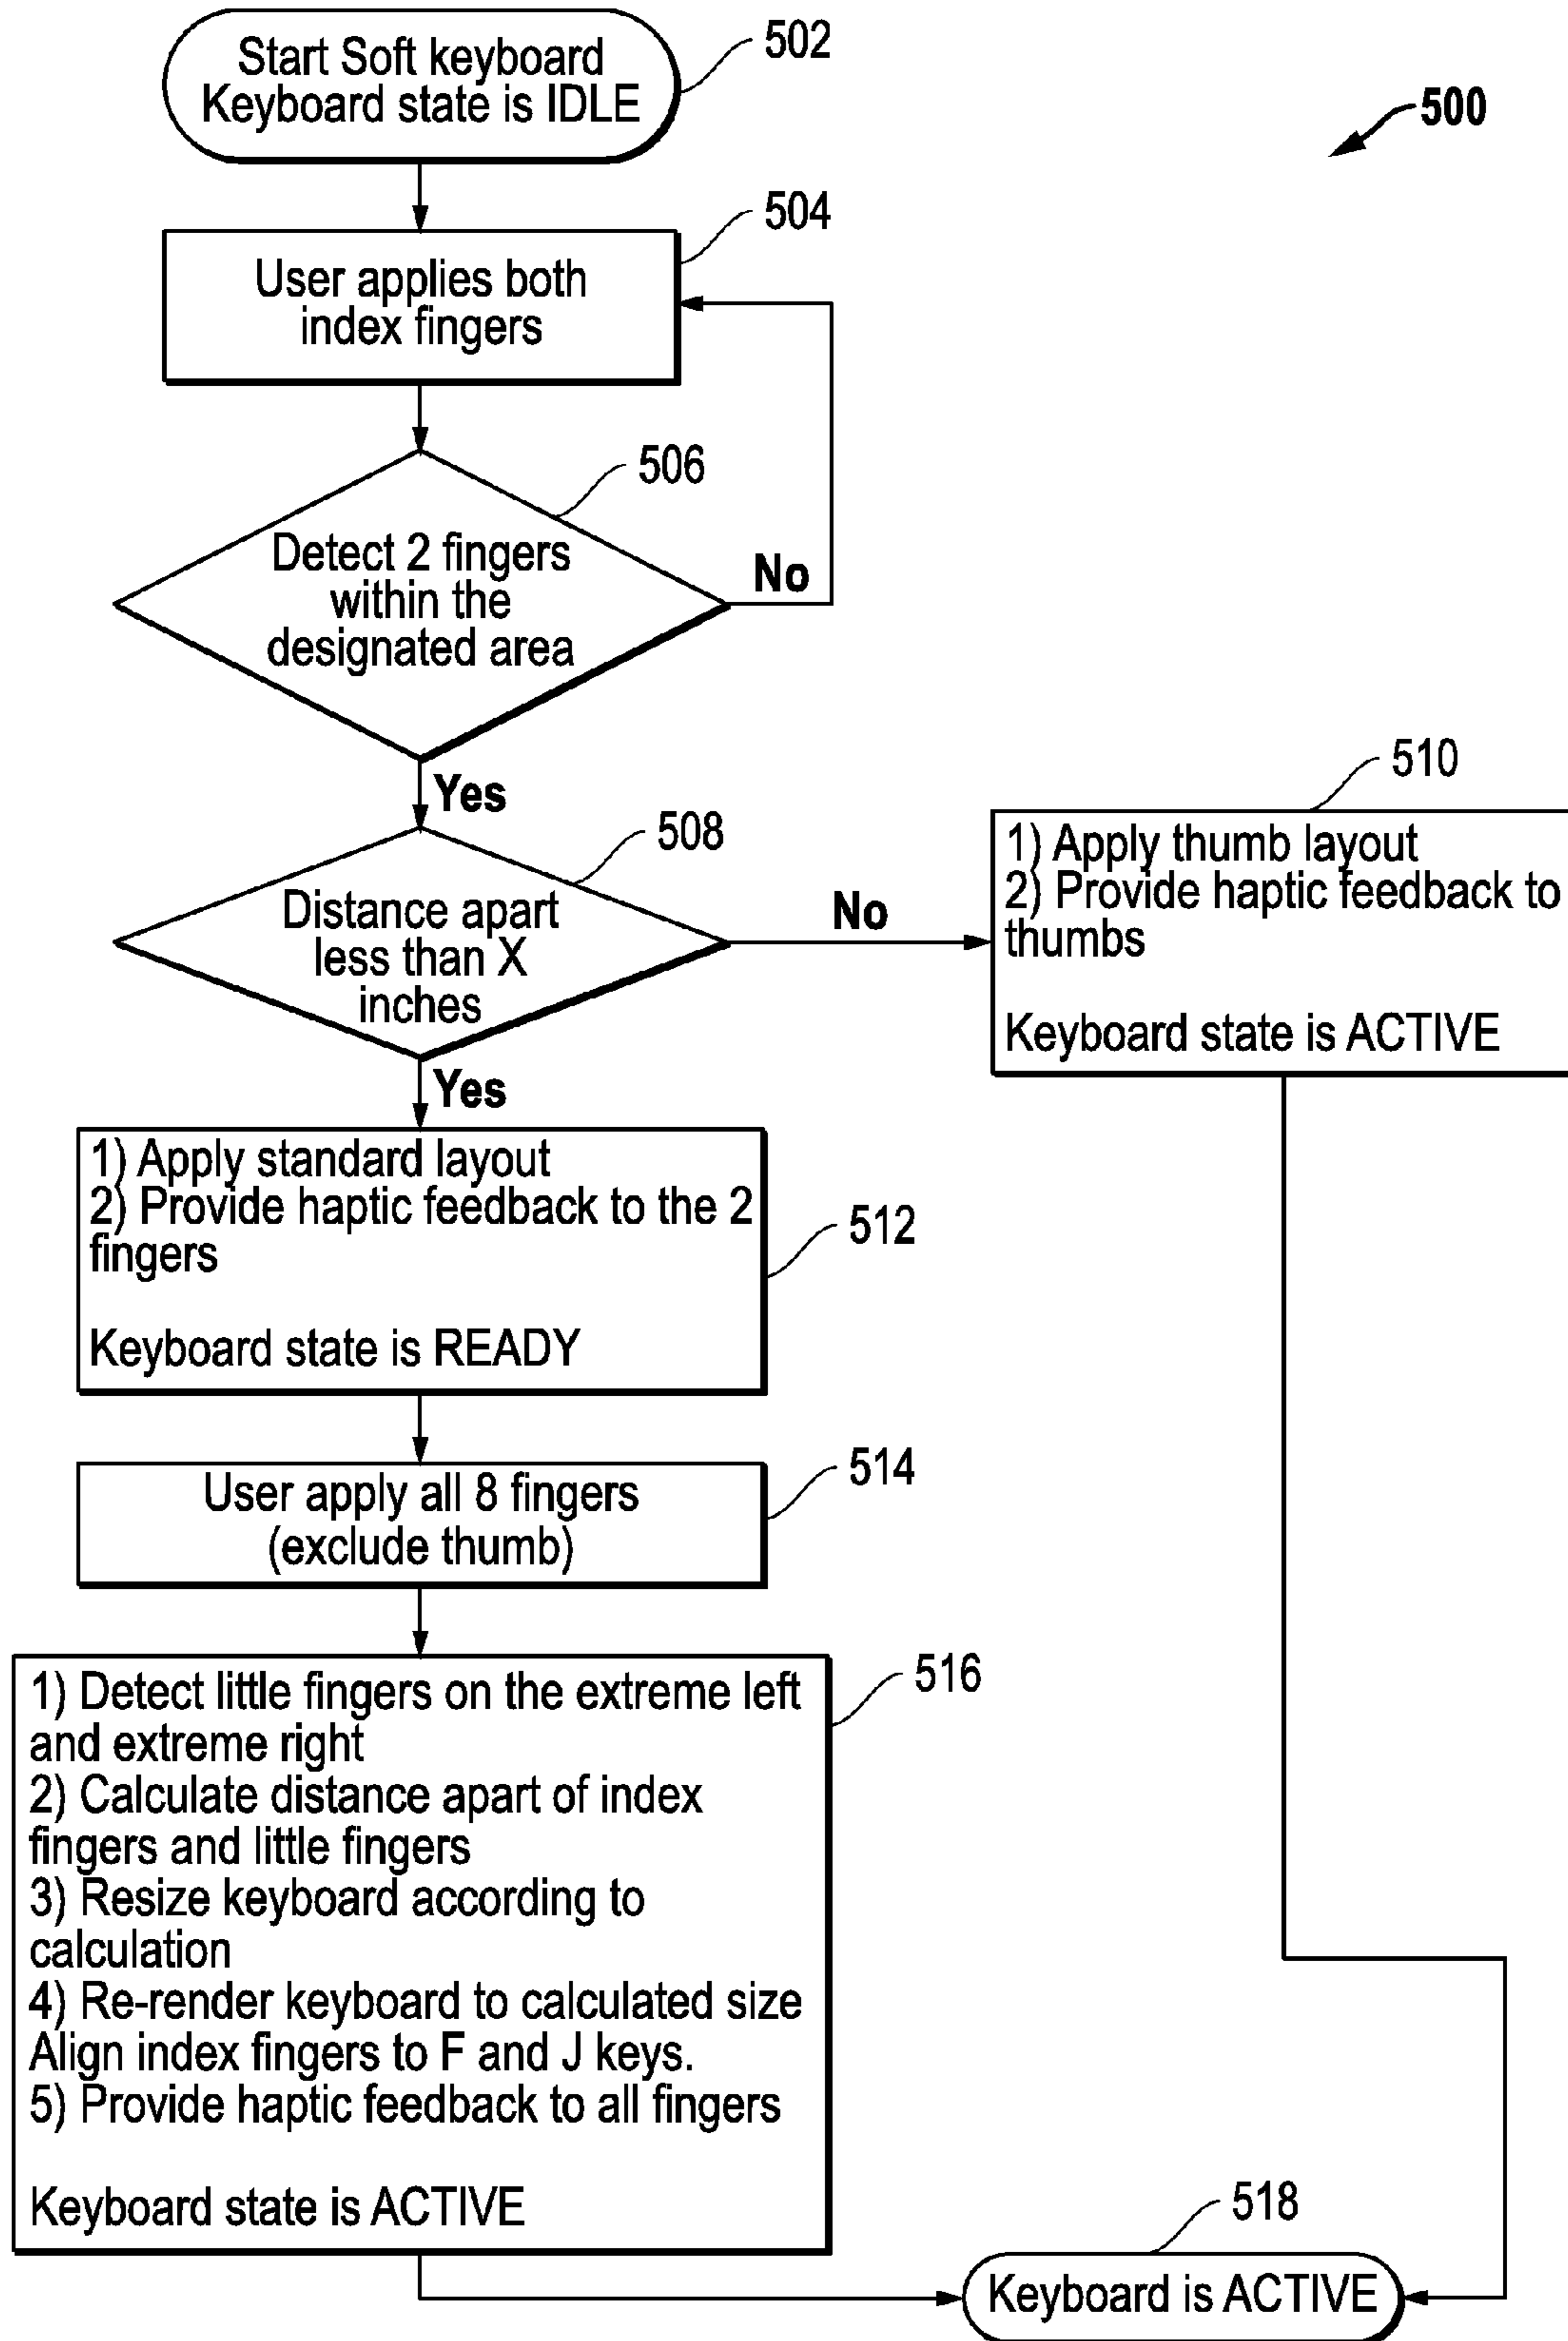 Start Soft keyboard
Keyboard state is IDLE
502
500
504
User applies both
index fingers
506
Detect 2 fingers
within the
designated area
No
Yes
508
Distance apart
less than X
inches
No
510
1) Apply thumb layout
2) Provide haptic feedback to
thumbs
Keyboard state is ACTIVE
Yes
1) Apply standard layout
2) Provide haptic feedback to the 2
fingers
Keyboard state is READY
512
514
User apply all 8 fingers
(exclude thumb)
516
1) Detect little fingers on the extreme left
and extreme right
2) Calculate distance apart of index
fingers and little fingers
3) Resize keyboard according to
calculation
4) Re-render keyboard to calculated size
Align index fingers to F and J keys.
5) Provide haptic feedback to all fingers
Keyboard state is ACTIVE
518
Keyboard is ACTIVE